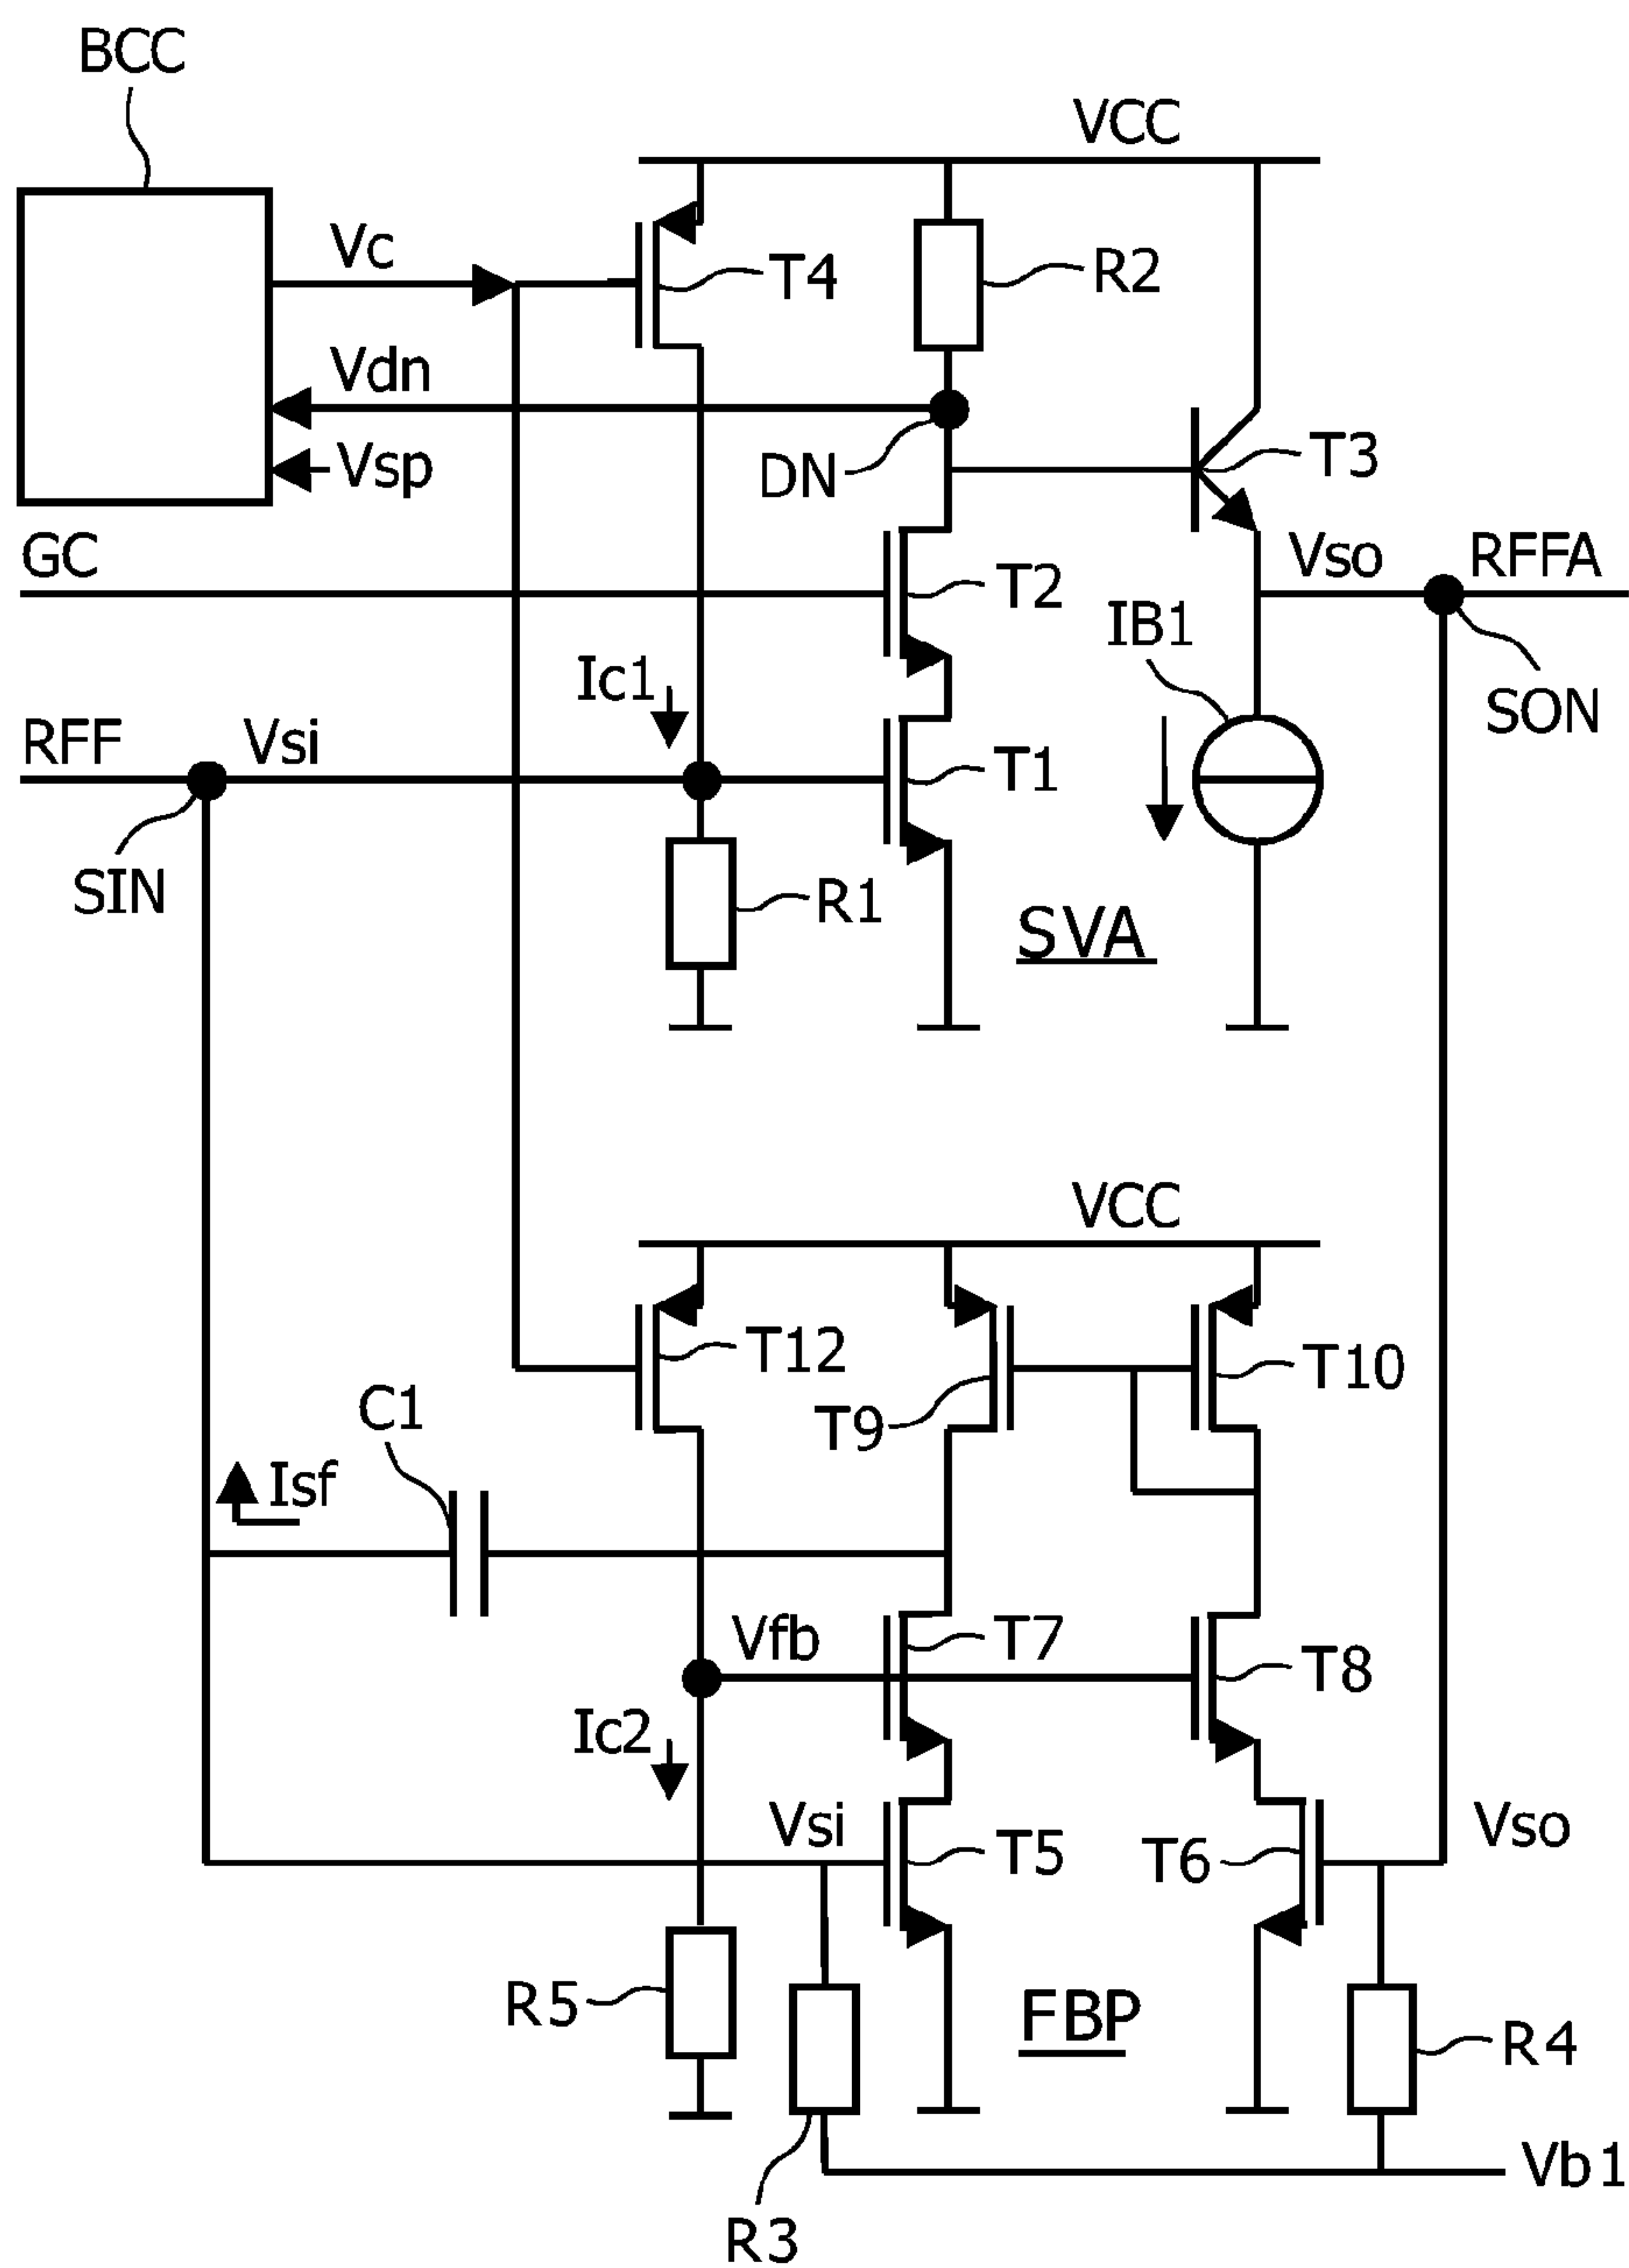 BCC
VCC
Vc
T4
R2
Vdn
T3
Vsp
DN
GC
T2
Vso
RFFA
IB1
Ic1
SON
RFF
Vsi
T1
SIN
R1
SVA
VCC
T12
T10
C1
T9
Isf
Vfb
T7
T8
Ic2
Vsi
T5
T6
Vso
R5
FBP
R4
Vb1
R3